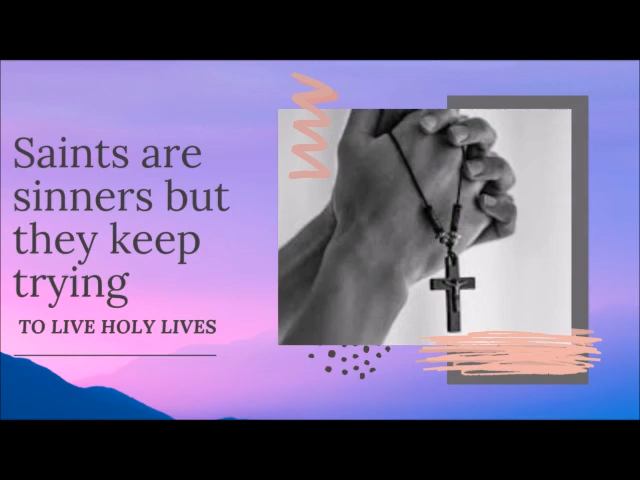 Saints are
sinners but
they keep
trying
TO LIVE HOLY LIVES